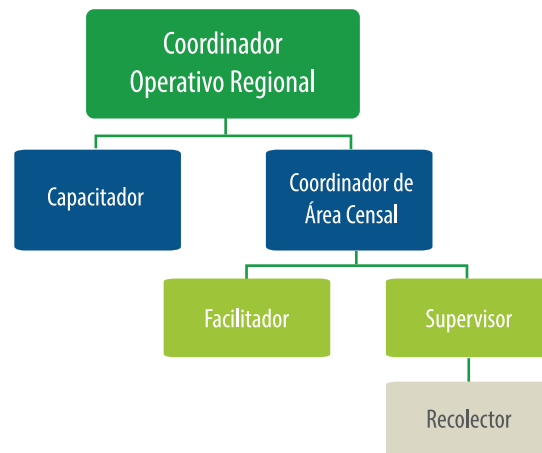 Coordinador
Operativo Regional
Capacitador
Coordinador de
Área Censal
Facilitador
Supervisor
Recolector